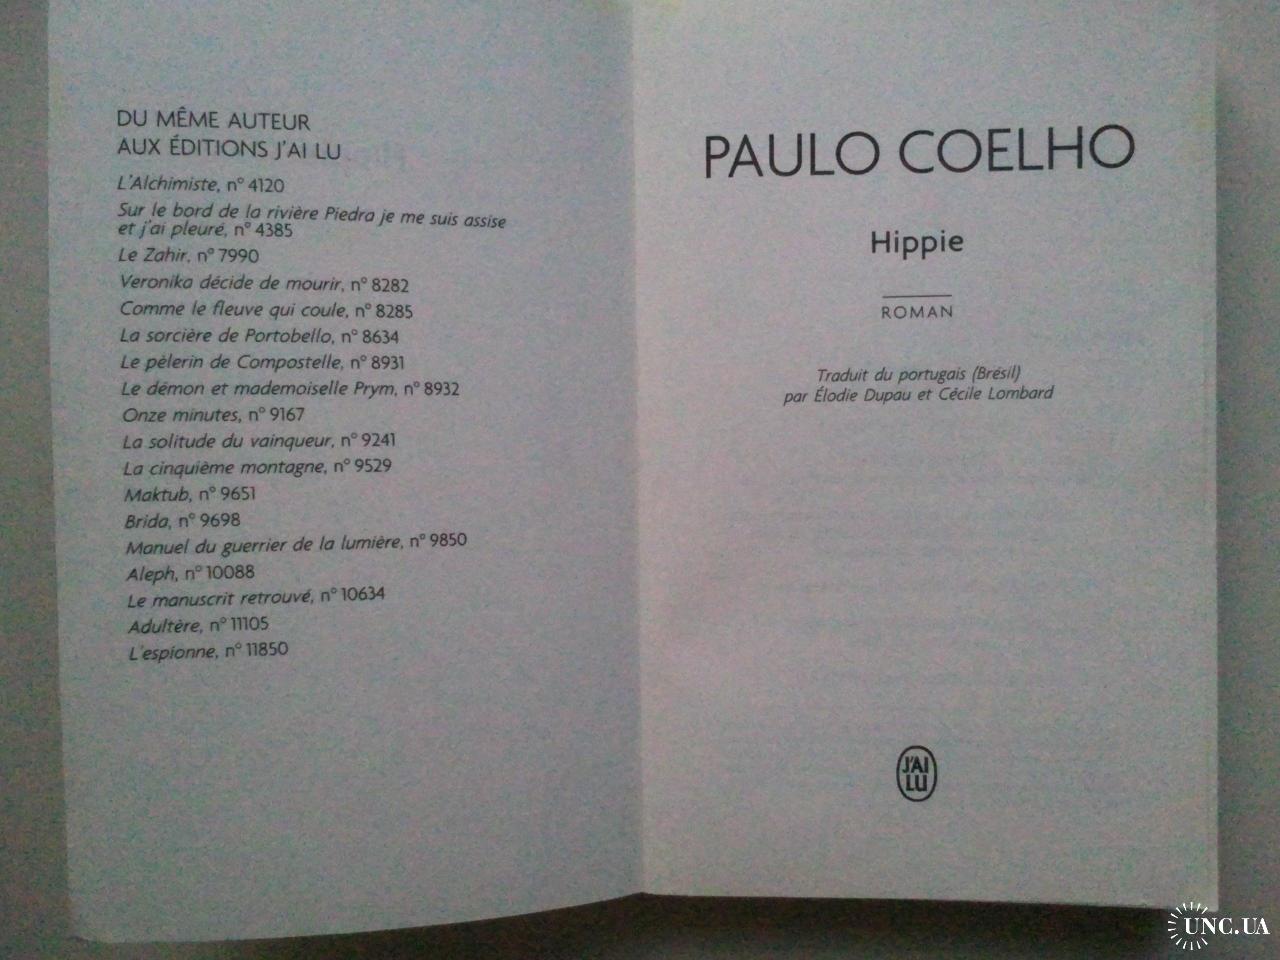 DU MÊME AUTEUR
AUX ÉDITIONS J'AI LU
L'Alchimiste, n° 4120
Sur le bord de la rivière Piedra je me suis assise
et j'ai pleuré, n° 4385
Le Zahir, n° 7990
Veronika décide de mourir, n° 8282
Comme le fleuve qui coule, n° 8285
La sorcière de Portobello, n° 8634
Le pèlerin de Compostelle, n° 8931
Le démon et mademoiselle Prym, n° 8932
Onze minutes, n° 9167
La solitude du vainqueur, n° 9241
La cinquième montagne, n° 9529
Maktub, n° 9651
Brida, n° 9698
Manuel du guerrier de la lumière, n° 9850
Aleph, n° 10088
Le manuscrit retrouvé, n° 10634
Adultère, n° 11105
L'espionne, n° 11850
PAULO COELHO
Hippie
ROMAN
Traduit du portugais (Brésil)
par Élodie Dupau et Cécile Lombard
J'AI
LU
UNC.UA